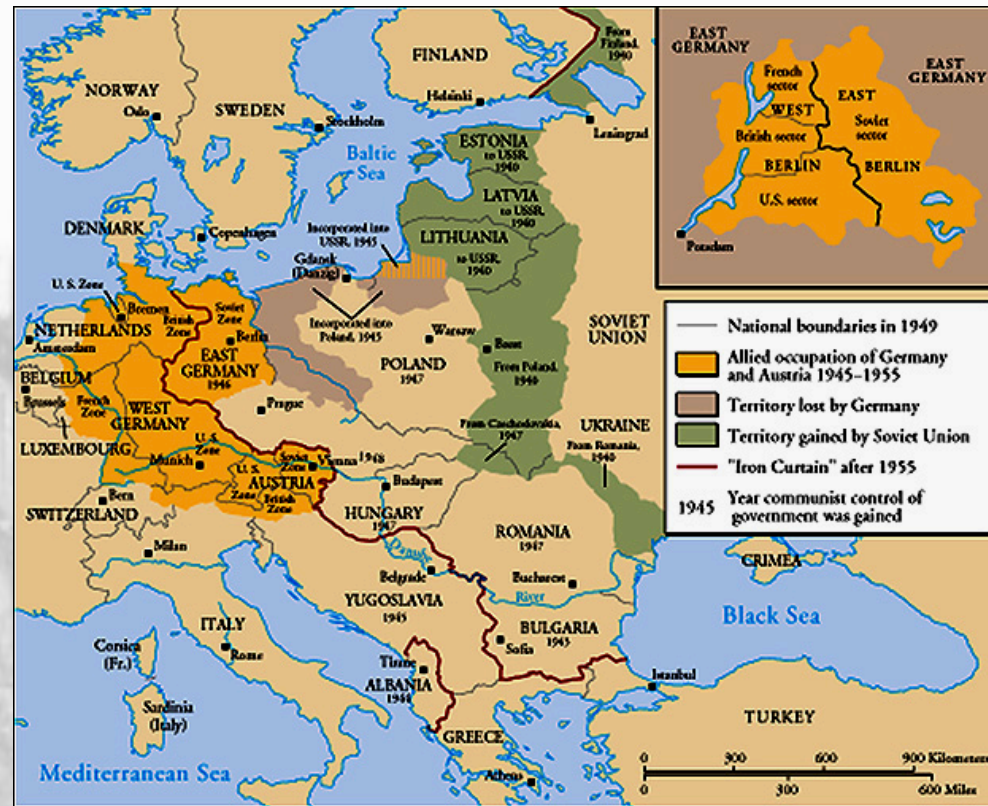 NORWAY
Oslo
SWEDEN
Stockholm
FINLAND
Helsinki
From
Finland,
1940
Leningrad
Baltic
Sea
ESTONIA
to USSR,
1940
LATVIA
to USSR,
1940
LITHUANIA
to USSR,
1940
DENMARK
Copenhagen
Incorporated into
USSR, 1945
Gdansk
(Danzig)
Incorporated into
Poland, 1945
U. S. Zone
Bremen
British
Zone
Soviet
Zone
Berlin
NETHERLANDS
Amsterdam
EAST
GERMANY
1946
Warsaw
POLAND
1947
Brest
From Poland,
1940
SOVIET
UNION
BELGIUM
Brussels
French
Zone
WEST
GERMANY
LUXEMBOURG
Prague
From Czechoslovakia,
1947
UKRAINE
From Romania,
1940
U. S.
Zone
Munich
Soviet
Zone
Vienna
1948
U. S.
Zone
AUSTRIA
British
Zone
Bern
SWITZERLAND
Budapest
HUNGARY
1947
ROMANIA
1947
Milan
Danube
River
Belgrade
Bucharest
CRIMEA
YUGOSLAVIA
1945
BULGARIA
Sofia
Black Sea
ITALY
Rome
Corsica
(Fr.)
Sardinia
(Italy)
ALBANIA
Istanbul
TURKEY
GREECE
Athens
Mediterranean Sea
EAST
GERMANY
EAST
GERMANY
French
sector
WEST
EAST
British sector
Soviet
sector
BERLIN
BERLIN
U.S. sector
Potsdam
National boundaries in 1949
Allied occupation of Germany
and Austria 1945–1955
Territory lost by Germany
Territory gained by Soviet Union
"Iron Curtain" after 1955
1945 Year communist control of
government was gained
0 300 600 900 Kilometers
0 300 600 Miles